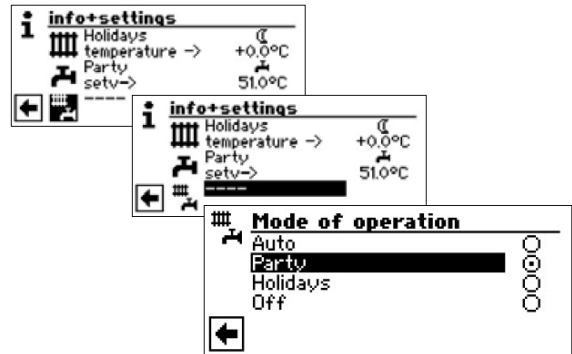 info+settings
Holidays
temperature -> +0.0°C
Party
setv-> 51.0°C
----
info+settings
Holidays
temperature -> +0.0°C
Party
setv-> 51.0°C
----
Mode of operation
Auto
Party
Holidays
Off